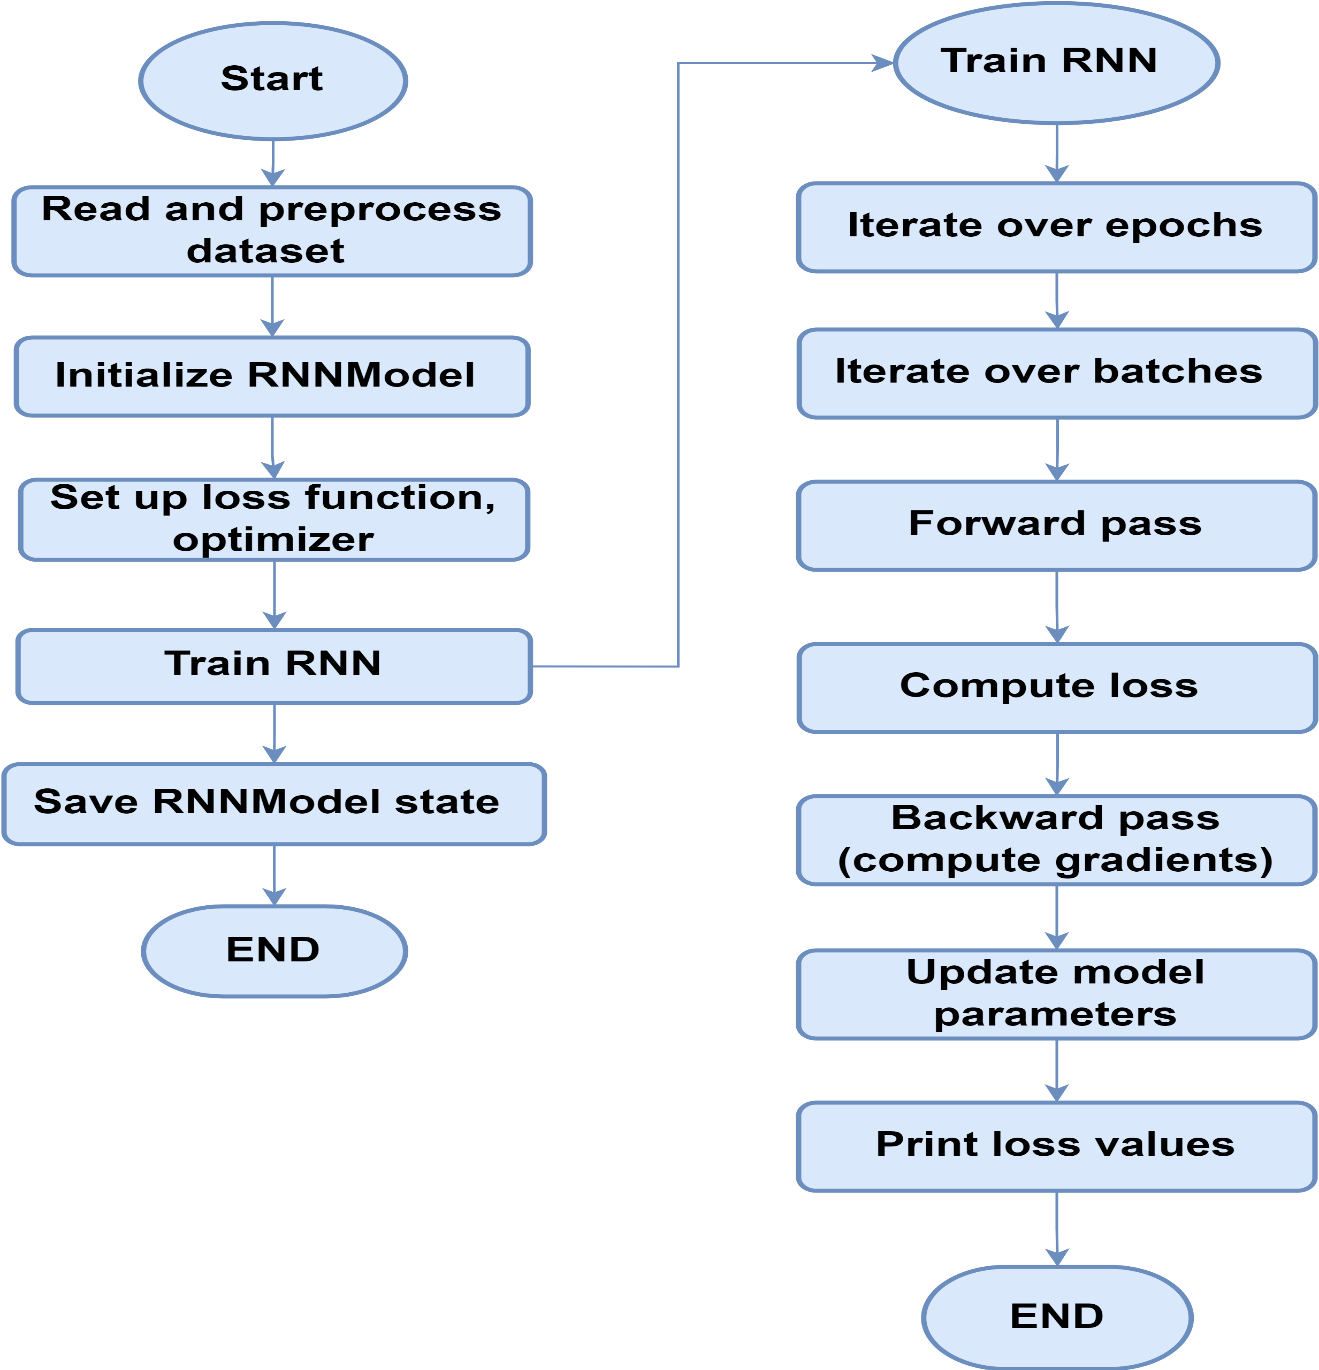 Start
Read and preprocess
dataset
Initialize RNNModel
Set up loss function,
optimizer
Train RNN
Save RNNModel state
END
Train RNN
Iterate over epochs
Iterate over batches
Forward pass
Compute loss
Backward pass
(compute gradients)
Update model
parameters
Print loss values
END